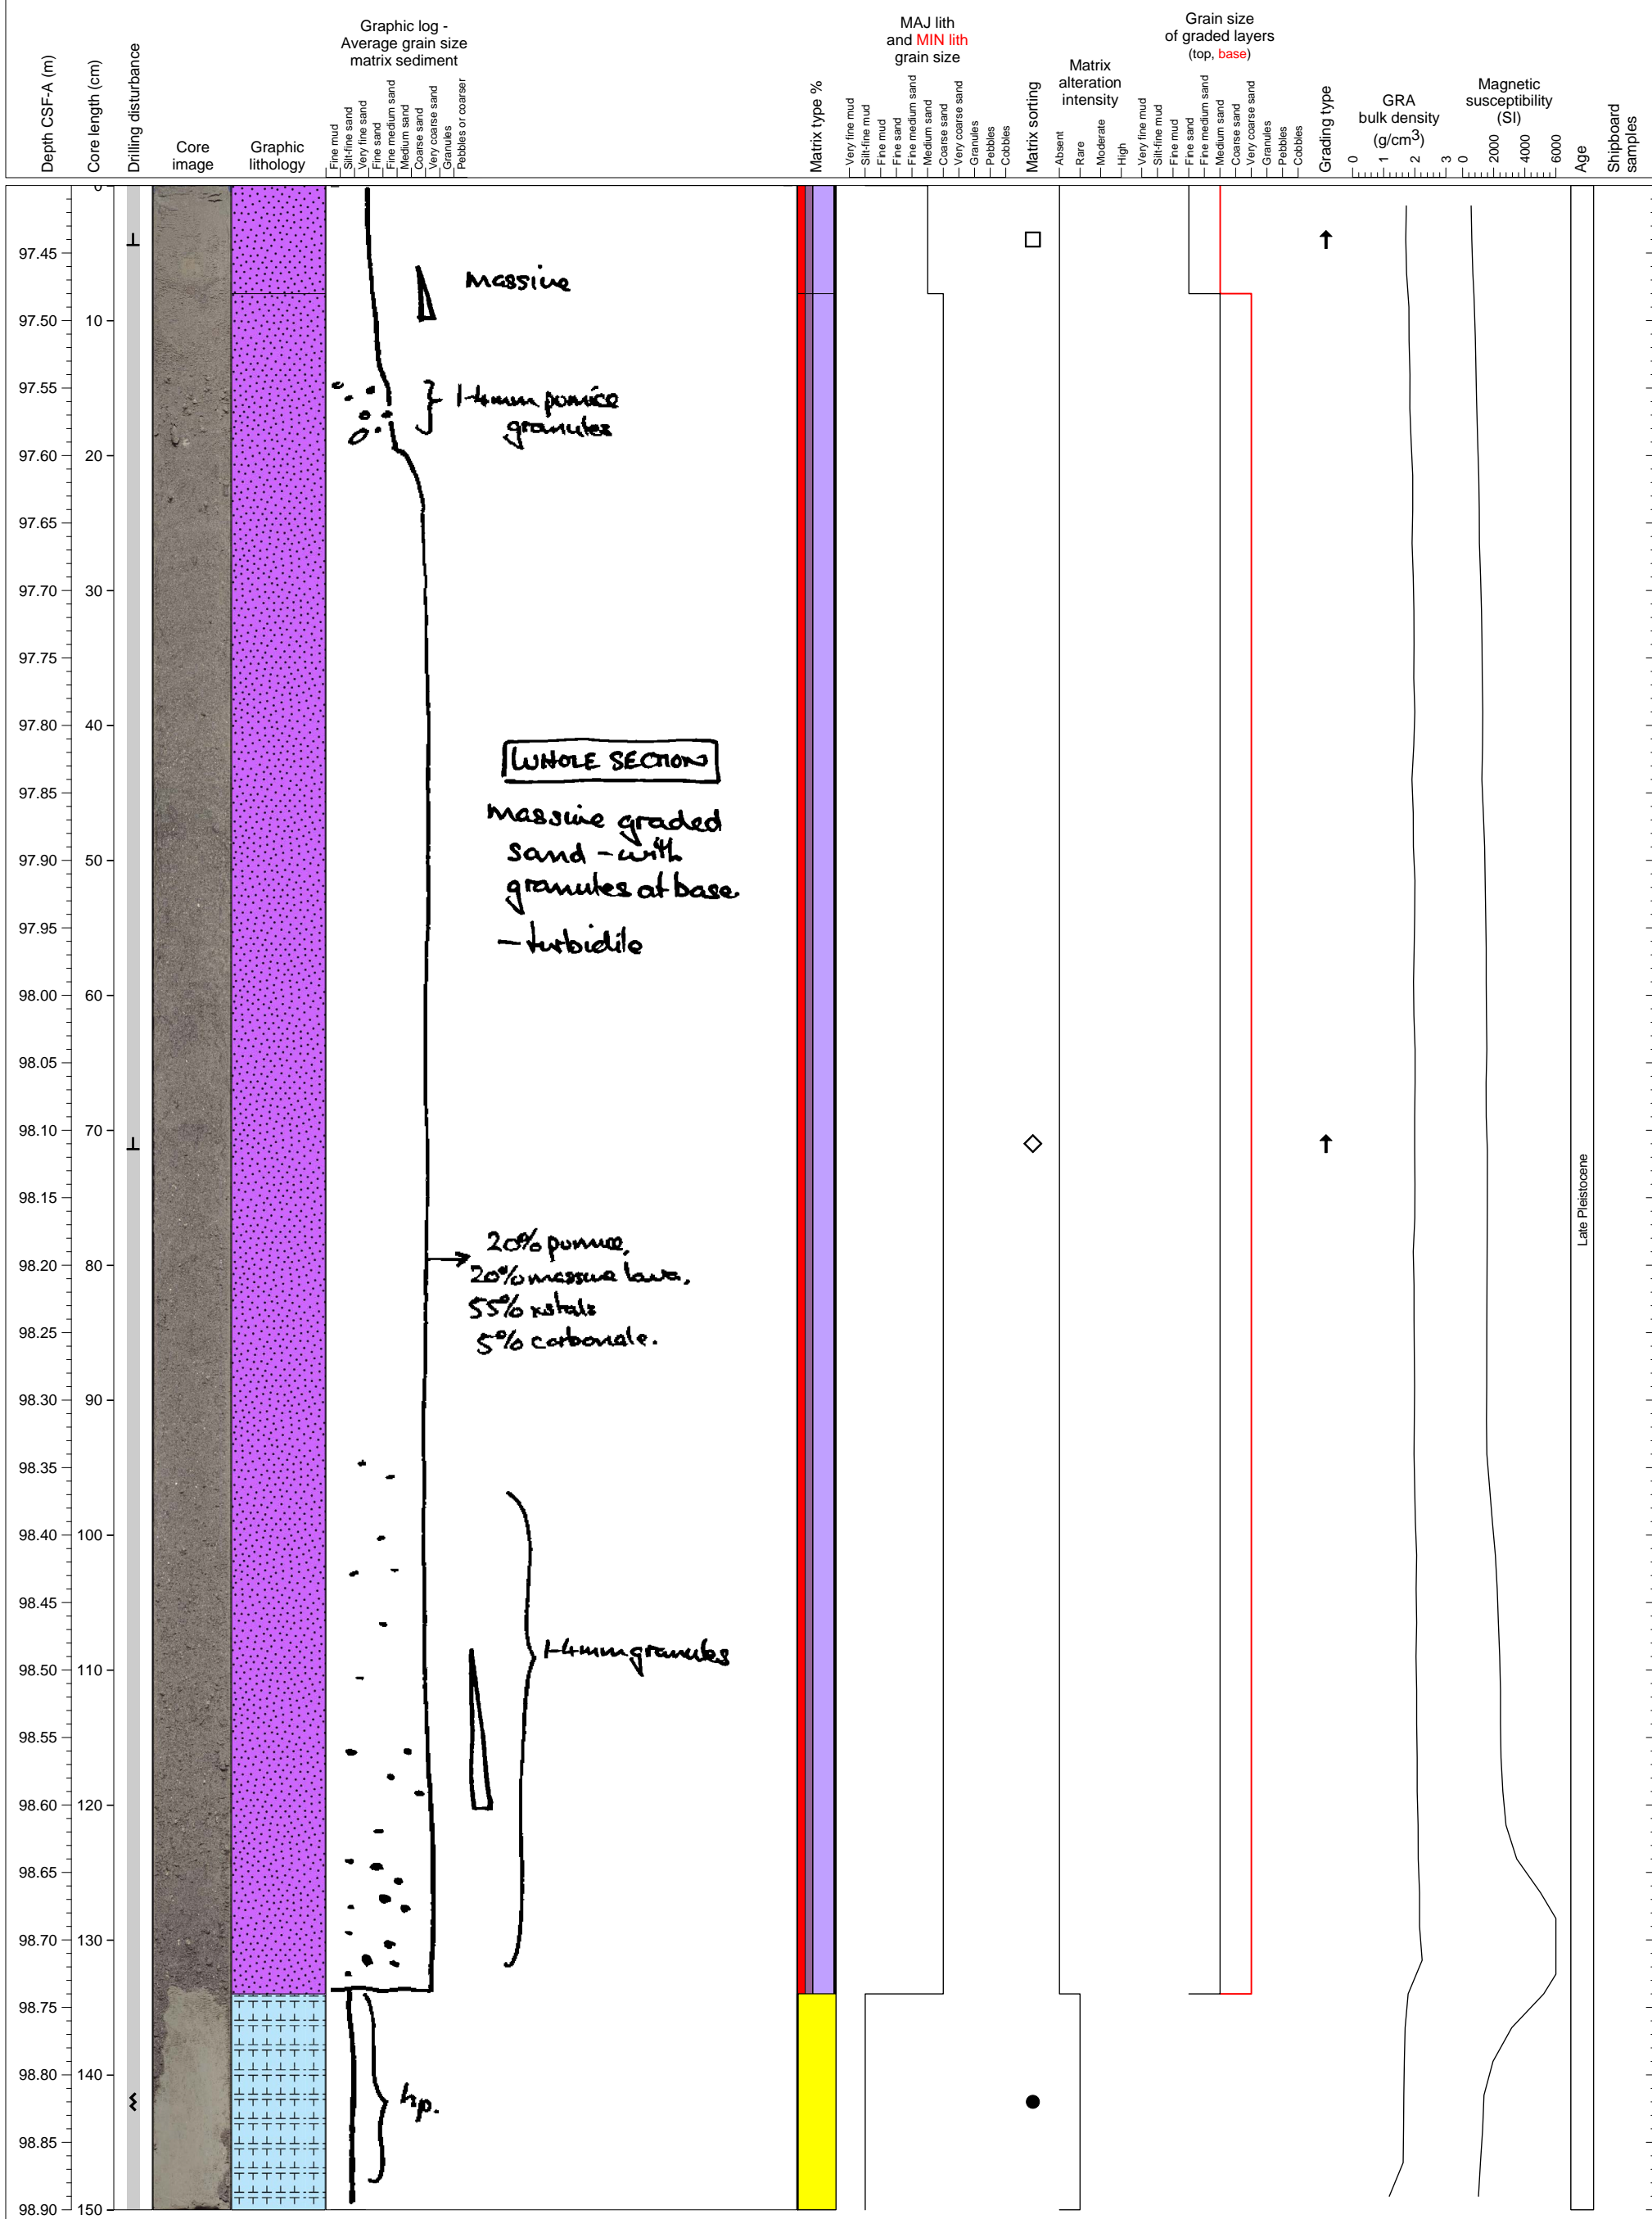 Depth CSF-A (m)
Core length (cm)
Drilling disturbance
Core
image
Graphic
lithology
Graphic log -
Average grain size
matrix sediment
Fine mud
Silt-fine sand
Very fine sand
Fine sand
Fine medium sand
Medium sand
Coarse sand
Very coarse sand
Granules
Pebbles or coarser
Matrix type %
MAJ lith
and MIN lith
grain size
Very fine mud
Silt-fine mud
Fine mud
Fine sand
Fine medium sand
Medium sand
Coarse sand
Very coarse sand
Granules
Pebbles
Cobbles
Matrix sorting
Matrix
alteration
intensity
Absent
Rare
Moderate
High
Grain size
of graded layers
(top, base)
Very fine mud
Silt-fine mud
Fine mud
Fine sand
Fine medium sand
Medium sand
Coarse sand
Very coarse sand
Granules
Pebbles
Cobbles
Grading type
GRA
bulk density
(g/cm3)
0 1 2 3
Magnetic
susceptibility
(SI)
0 2000 4000 6000
Age
Shipboard
samples
0
97.45
97.50 10
97.55
97.60 20
97.65
97.70 30
97.75
97.80 40
97.85
97.90 50
97.95
98.00 60
98.05
98.10 70
98.15
98.20 80
98.25
98.30 90
98.35
98.40 100
98.45
98.50 110
98.55
98.60 120
98.65
98.70 130
98.75
98.80 140
98.85
98.90 150
Massive
1-4mm pumice
granules
WHOLE SECTION
Massive graded
sand - with
granules at base
- turbidite
20% pumice,
20% massive lava,
55% xstals
5% carbonate.
1-4mm granules
hp.
Late Pleistocene